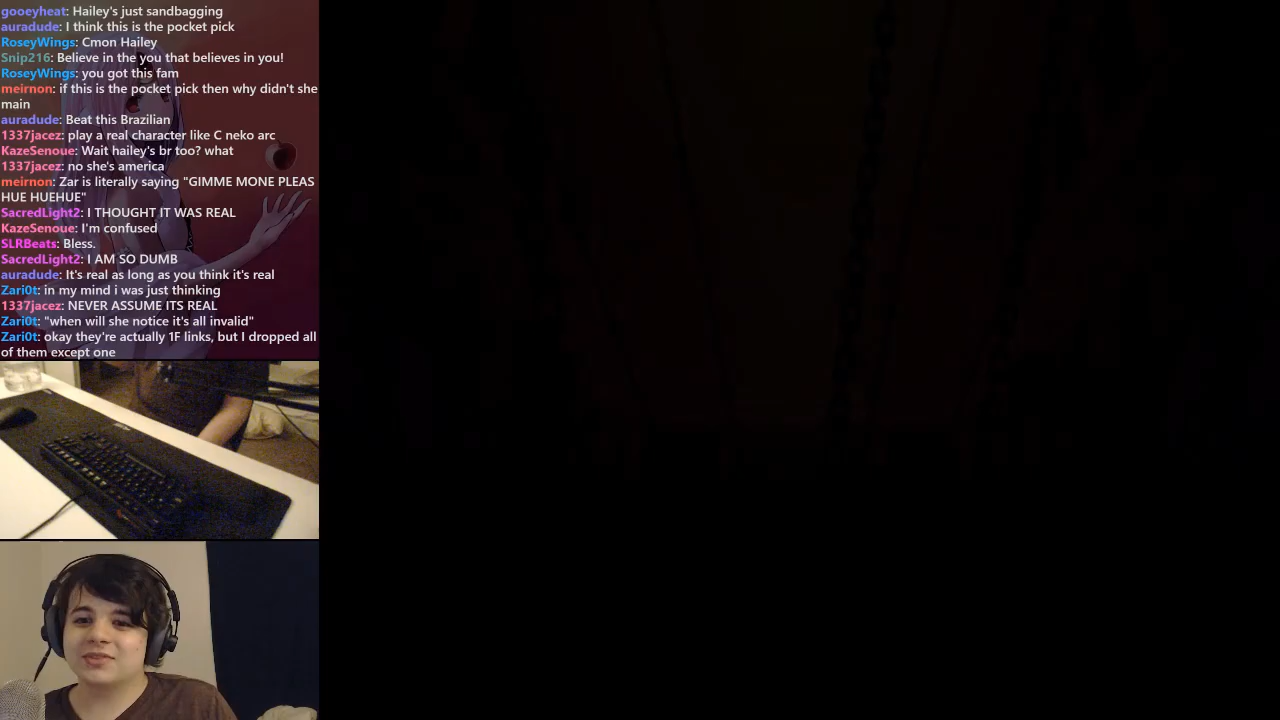 gooeyheat: Hailey's just sandbagging
auradude: I think this is the pocket pick
RoseyWings: Cmon Hailey
Snip216: Believe in the you that believes in you!
RoseyWings: you got this fam
meirnon: if this is the pocket pick then why didn't she
main
auradude: Beat this Brazilian
1337jacez: play a real character like C neko arc
KazeSenoue: Wait hailey's br too? what
1337jacez: no she's america
meirnon: Zar is literally saying "GIMME MONE PLEAS
HUE HUEHUE"
SacredLight2: I THOUGHT IT WAS REAL
KazeSenoue: I'm confused
SLRBeats: Bless.
SacredLight2: I AM SO DUMB
auradude: It's real as long as you think it's real
Zari0t: in my mind i was just thinking
1337jacez: NEVER ASSUME ITS REAL
Zari0t: "when will she notice it's all invalid"
Zari0t: okay they're actually 1F links, but I dropped all
of them except one